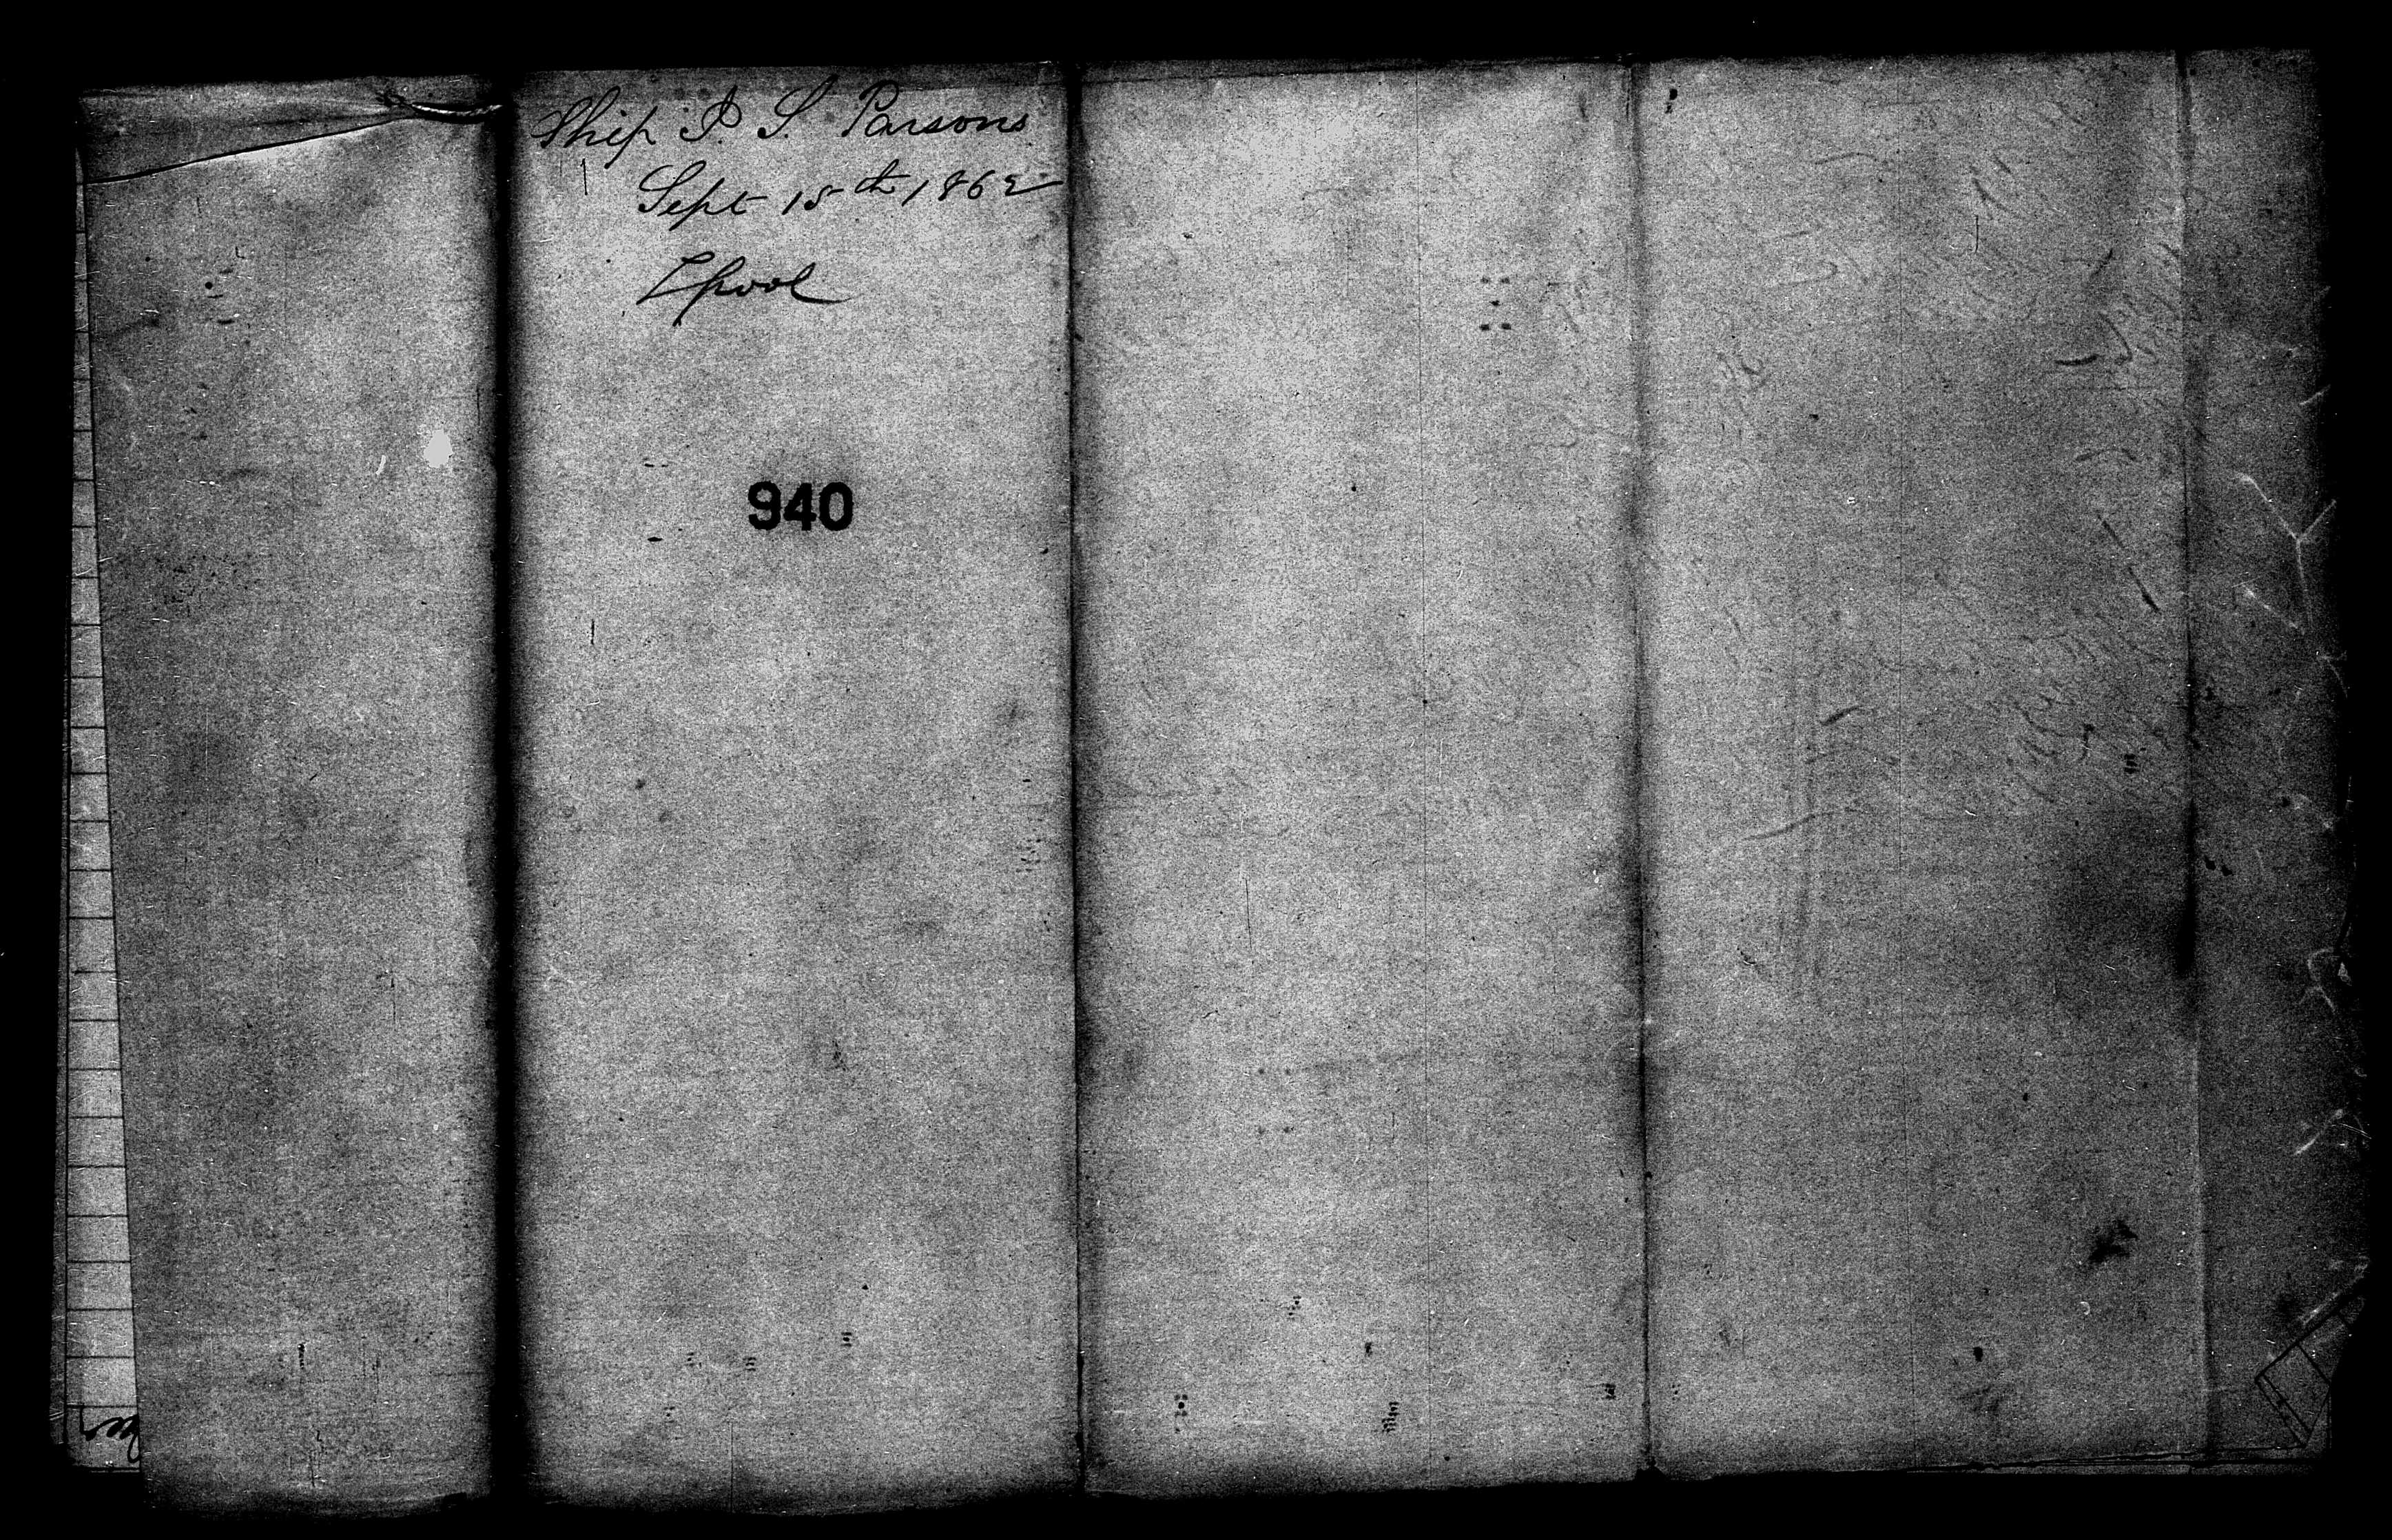 Ship I. S. Parsons
Sept 15th 1862
Lpool
940